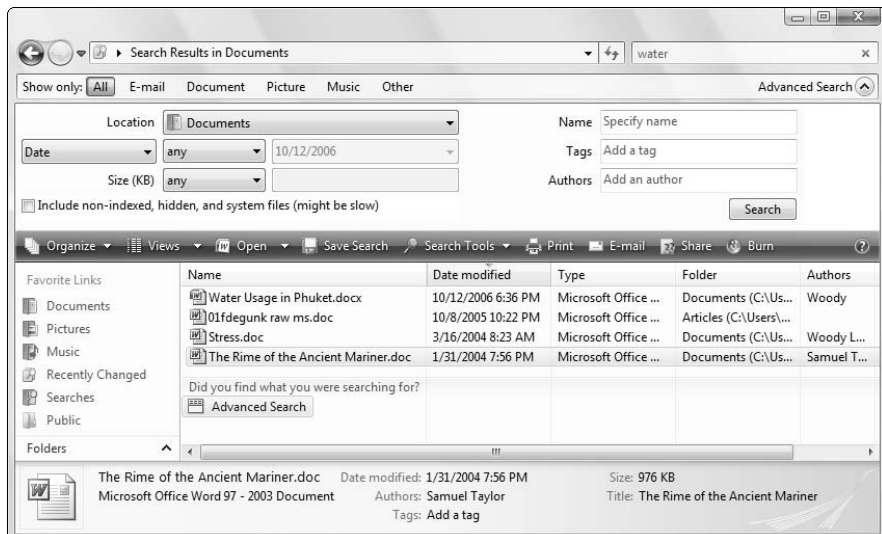 Search Results in Documents water
Show only: All E-mail Document Picture Music Other Advanced Search
Location Documents Name Specify name
Date any 10/12/2006 Tags Add a tag
Size (KB) any Authors Add an author
Include non-indexed, hidden, and system files (might be slow) Search
Organize Views Open Save Search Search Tools Print E-mail Share Burn ?
Favorite Links Name Date modified Type Folder Authors
Documents Water Usage in Phuket.docx 10/12/2006 6:36 PM Microsoft Office ... Documents (C:\Us... Woody
Pictures 01fdegunk raw ms.doc 10/8/2005 10:22 PM Microsoft Office ... Articles (C:\Users\...
Music Stress.doc 3/16/2004 8:23 AM Microsoft Office ... Documents (C:\Us... Woody L...
Recently Changed The Rime of the Ancient Mariner.doc 1/31/2004 7:56 PM Microsoft Office ... Documents (C:\Us... Samuel T...
Searches Did you find what you were searching for?
Public Advanced Search
Folders
The Rime of the Ancient Mariner.doc Date modified: 1/31/2004 7:56 PM Size: 976 KB
Microsoft Office Word 97 - 2003 Document Authors: Samuel Taylor Title: The Rime of the Ancient Mariner
Tags: Add a tag